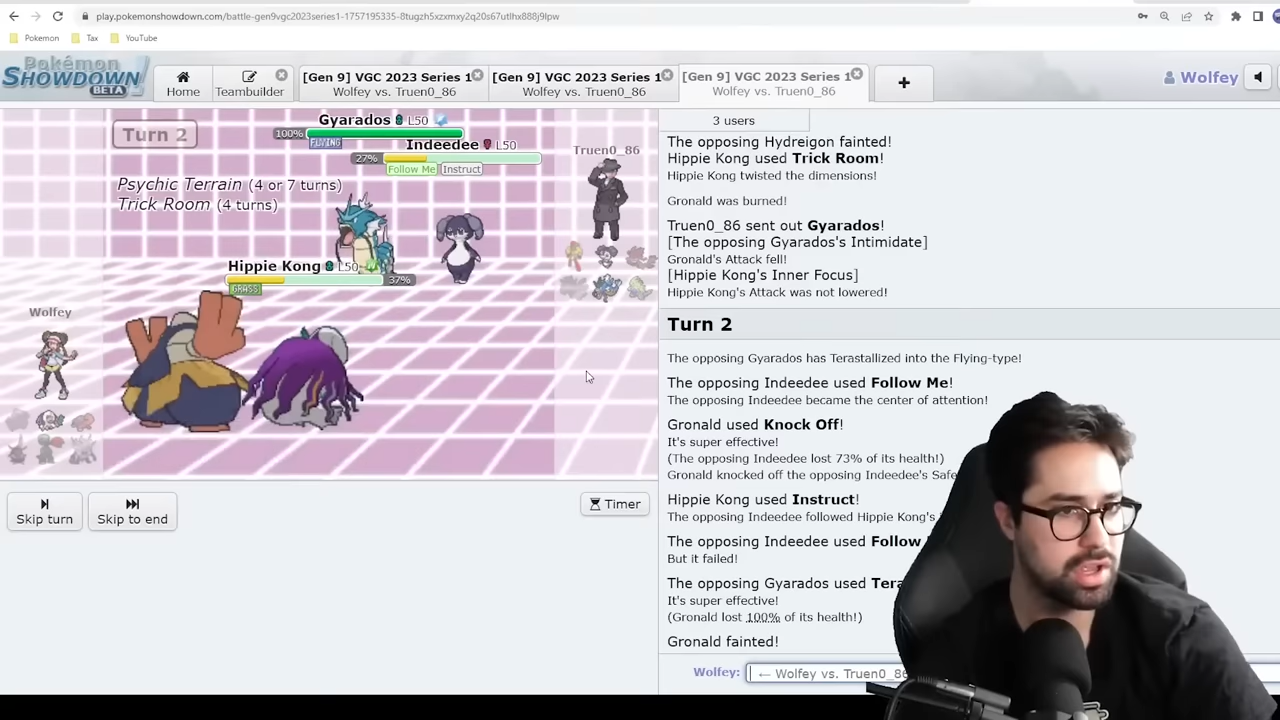 play.pokemonshowdown.com/battle-gen9vgc2023series1-1757195335-8tugzh5xzxmxy2q20s67utlhx888j9lpw
Pokemon
Tax
YouTube
Pokémon
SHOWDOWN
BETA
Home
Teambuilder
[Gen 9] VGC 2023 Series 1
Wolfey vs. Truen0_86
[Gen 9] VGC 2023 Series 1
Wolfey vs. Truen0_86
[Gen 9] VGC 2023 Series 1
Wolfey vs. Truen0_86
+
Wolfey
Turn 2
Gyarados L50
100%
FLYING
Indeedee L50
27%
Follow Me Instruct
Psychic Terrain (4 or 7 turns)
Trick Room (4 turns)
Truen0_86
Hippie Kong L50
37%
GRASS
Wolfey
Skip turn
Skip to end
Timer
3 users
The opposing Hydreigon fainted!
Hippie Kong used Trick Room!
Hippie Kong twisted the dimensions!
Gronald was burned!
Truen0_86 sent out Gyarados!
[The opposing Gyarados's Intimidate]
Gronald's Attack fell!
[Hippie Kong's Inner Focus]
Hippie Kong's Attack was not lowered!
Turn 2
The opposing Gyarados has Terastallized into the Flying-type!
The opposing Indeedee used Follow Me!
The opposing Indeedee became the center of attention!
Gronald used Knock Off!
It's super effective!
(The opposing Indeedee lost 73% of its health!)
Gronald knocked off the opposing Indeedee's Safe
Hippie Kong used Instruct!
The opposing Indeedee followed Hippie Kong's
The opposing Indeedee used Follow
But it failed!
The opposing Gyarados used Tera
It's super effective!
(Gronald lost 100% of its health!)
Gronald fainted!
Wolfey:
← Wolfey vs. Truen0_86